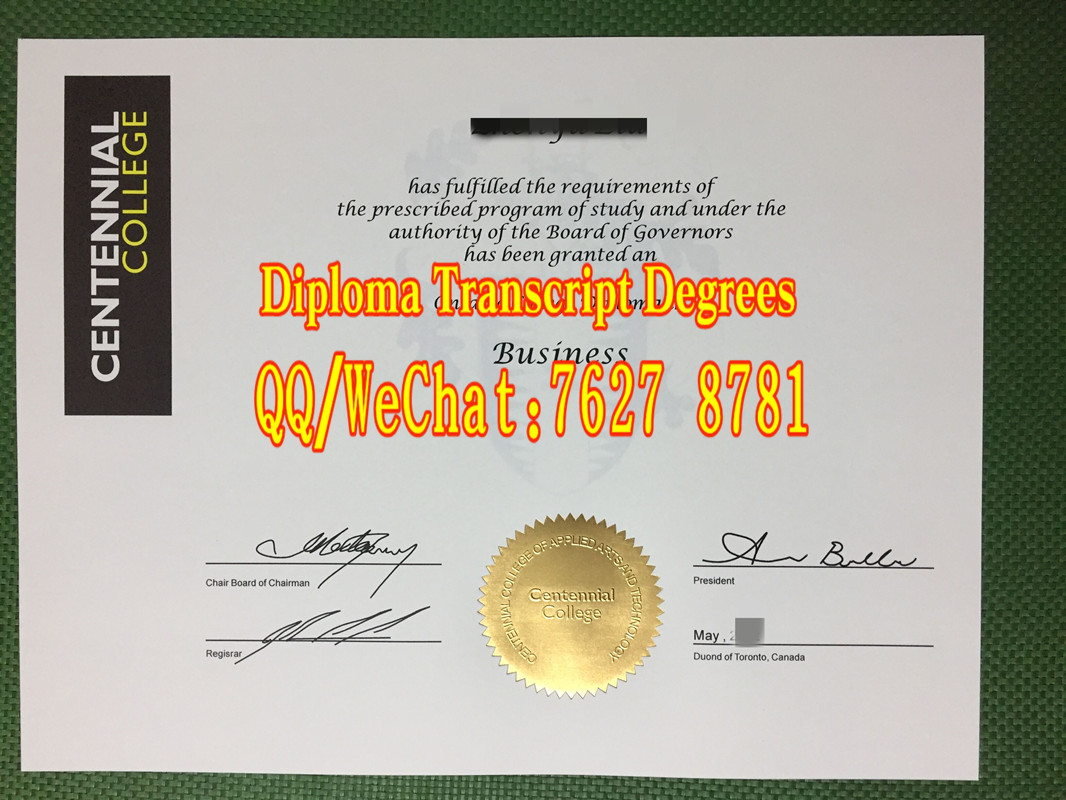 CENTENNIAL
COLLEGE
has fulfilled the requirements of
the prescribed program of study and under the
authority of the Board of Governors
has been granted an
Diploma Transcript Degrees
Business
QQ/WeChat:7627 8781
Chair Board of Chairman
Regisrar
CENTENNIAL COLLEGE OF APPLIED ARTS AND TECHNOLOGY
Centennial
College
President
May ,
Duond of Toronto, Canada